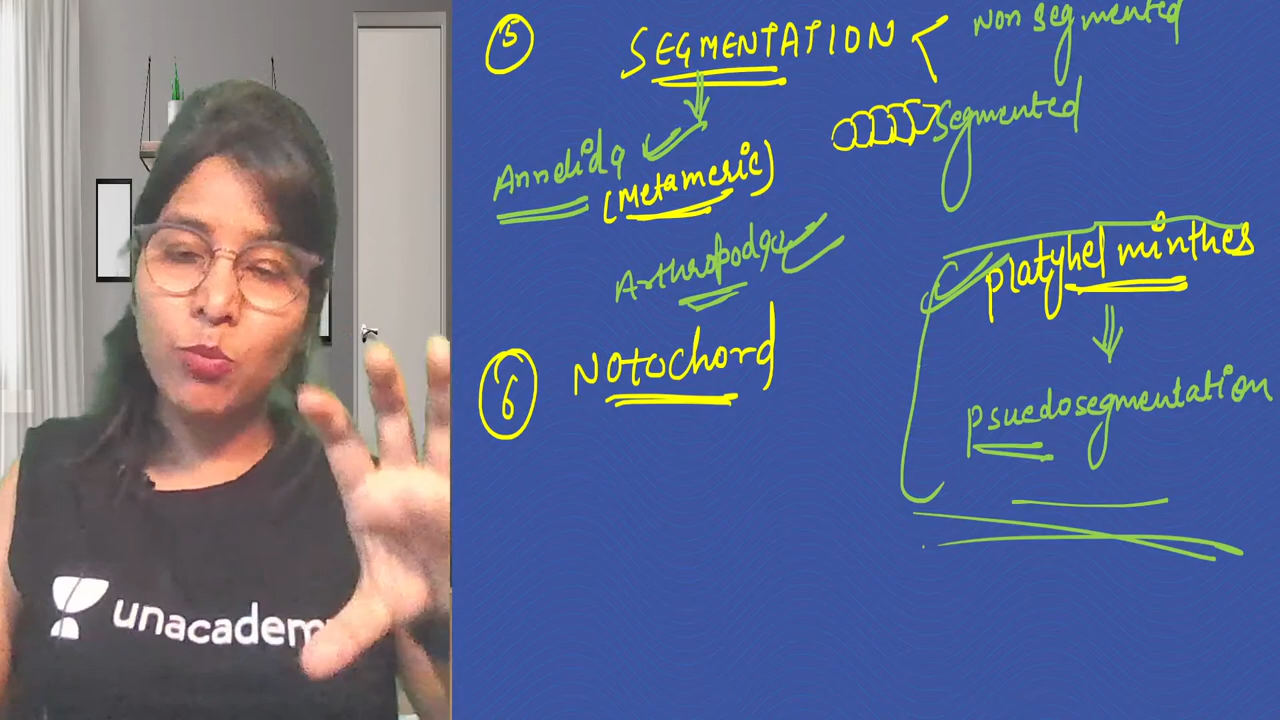 5 SEGMENTATION
Non segmented
Segmented
Annelida
(Metameric)
Arthropoda
platyhelminthes
psuedosegmentation
6 Notochord
unacadem